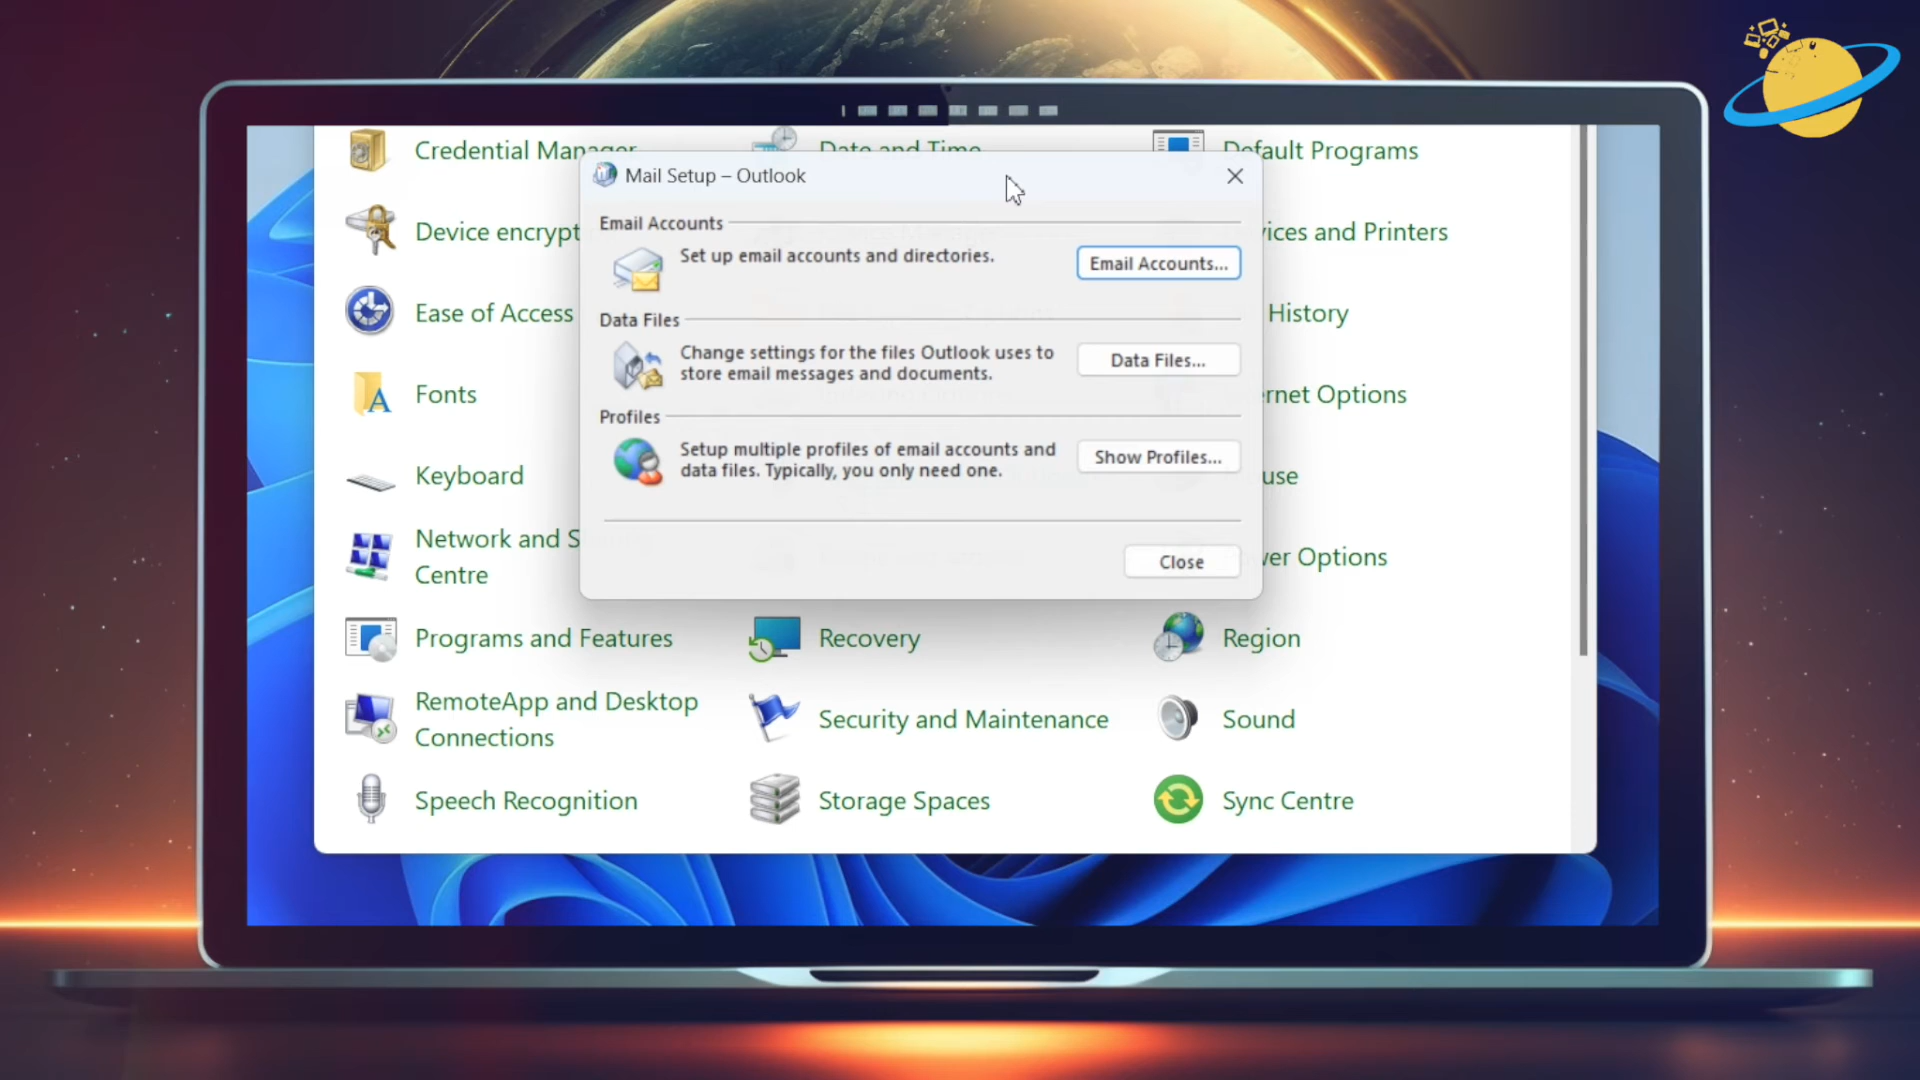 Credential Manager
Date and Time
Default Programs
Mail Setup – Outlook
Email Accounts
Set up email accounts and directories.
Email Accounts...
Data Files
Change settings for the files Outlook uses to
store email messages and documents.
Data Files...
Profiles
Setup multiple profiles of email accounts and
data files. Typically, you only need one.
Show Profiles...
Close
Device encrypt
ices and Printers
Ease of Access
History
Fonts
rnet Options
Keyboard
use
Network and S
Centre
er Options
Programs and Features
Recovery
Region
RemoteApp and Desktop
Connections
Security and Maintenance
Sound
Speech Recognition
Storage Spaces
Sync Centre